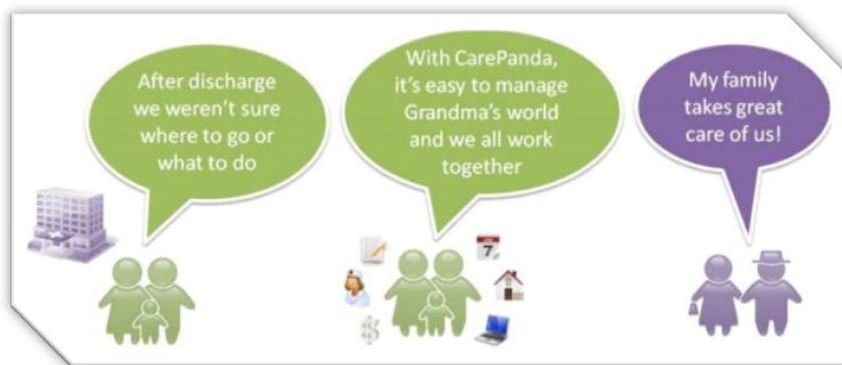 After discharge
we weren't sure
where to go or
what to do
With CarePanda,
it's easy to manage
Grandma's world
and we all work
together
My family
takes great
care of us!
7